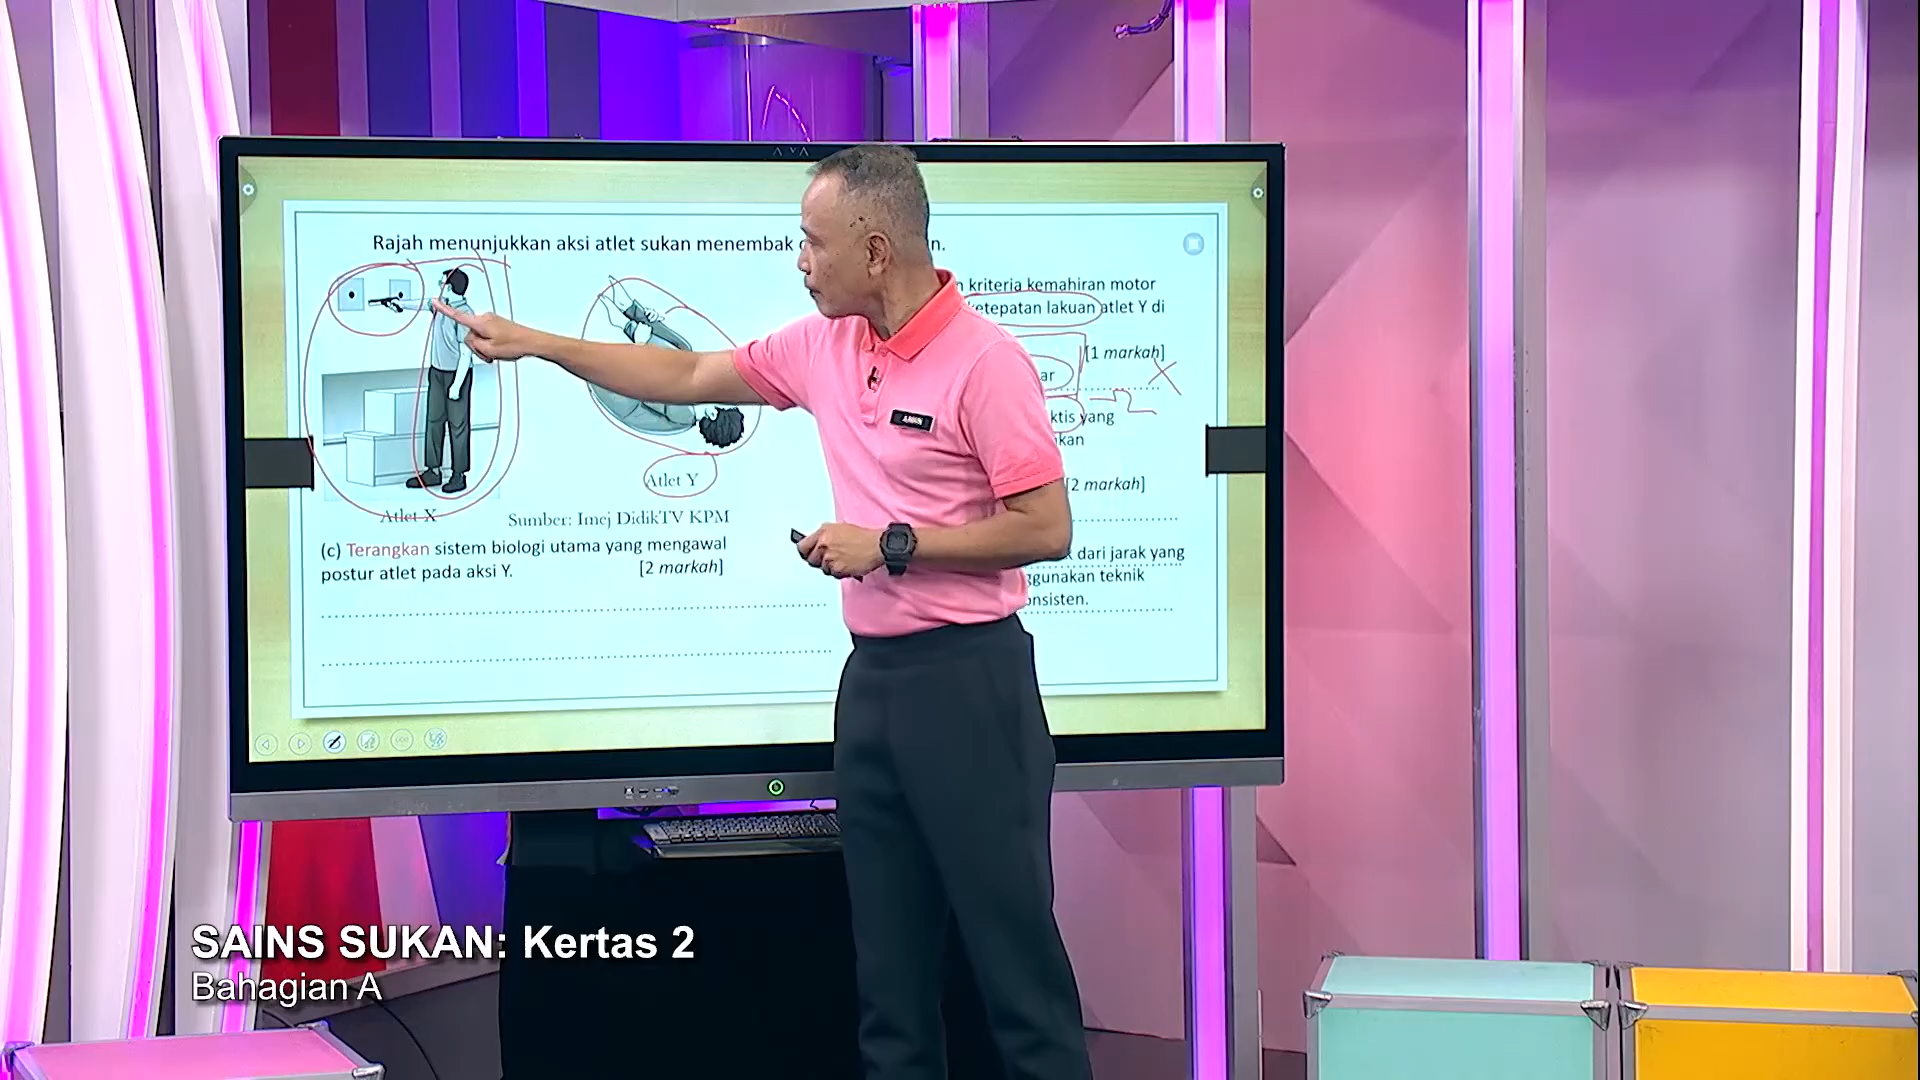 Rajah menunjukkan aksi atlet sukan menembak
kriteria kemahiran motor
ketepatan lakuan atlet Y di
[1 markah]
ar
ktis yang
kan
[2 markah]
Atlet Y
Atlet X
Sumber: Imej DidikTV KPM
(c) Terangkan sistem biologi utama yang mengawal
postur atlet pada aksi Y.
[2 markah]
dari jarak yang
ggunakan teknik
onsisten.
SAINS SUKAN: Kertas 2
Bahagian A